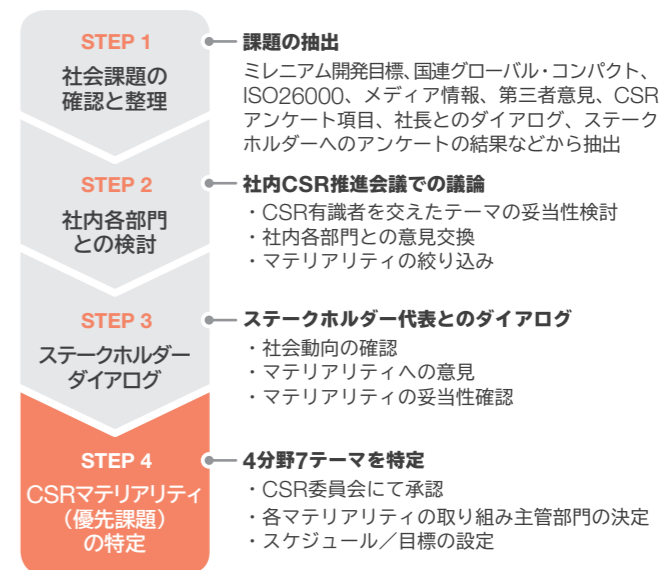 STEP 1
社会課題の
確認と整理
課題の抽出
ミレニアム開発目標、国連グローバル・コンパクト、
ISO26000、メディア情報、第三者意見、CSR
アンケート項目、社長とのダイアログ、ステーク
ホルダーへのアンケートの結果などから抽出
STEP 2
社内各部門
との検討
社内CSR推進会議での議論
・CSR有識者を交えたテーマの妥当性検討
・社内各部門との意見交換
・マテリアリティの絞り込み
STEP 3
ステークホルダー
ダイアログ
ステークホルダー代表とのダイアログ
・社会動向の確認
・マテリアリティへの意見
・マテリアリティの妥当性確認
STEP 4
CSRマテリアリティ
（優先課題）
の特定
4分野7テーマを特定
・CSR委員会にて承認
・各マテリアリティの取り組み主管部門の決定
・スケジュール／目標の設定